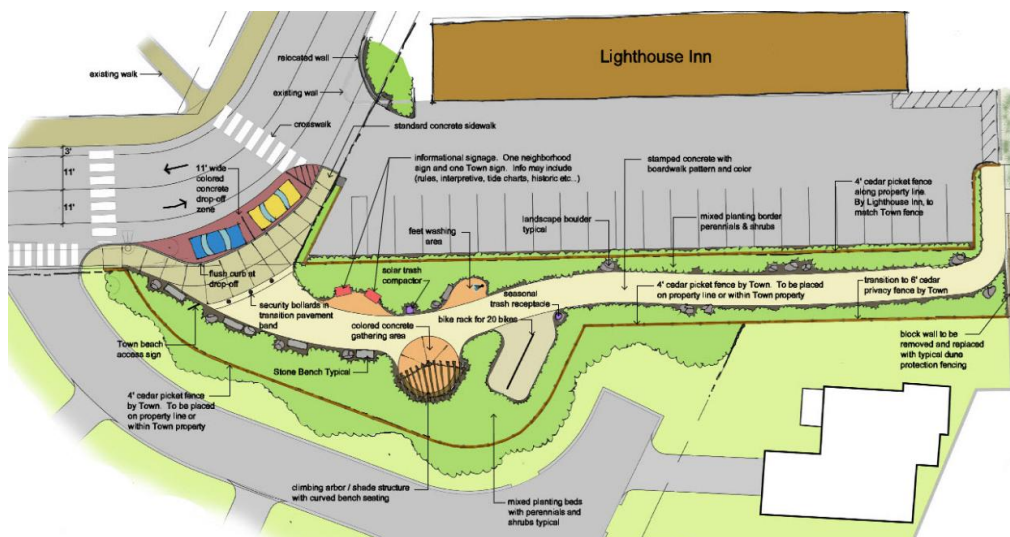 Lighthouse Inn
relocated wall
existing walk
existing wall
crosswalk
standard concrete sidewalk
3'
11'
11'
11' wide
colored
concrete
drop-off
zone
informational signage. One neighborhood
sign and one Town sign. Info may include
(rules, interpretive, tide charts, historic etc...)
stamped concrete with
boardwalk pattern and color
4' cedar picket fence
along property line.
By Lighthouse Inn, to
match Town fence
landscape boulder
typical
mixed planting border
perennials & shrubs
feet washing
area
solar trash
compactor
flush curb at
drop-off
seasonal
trash receptacle
4' cedar picket fence by Town. To be placed
on property line or within Town property
transition to 6' cedar
privacy fence by Town
security bollards in
transition pavement
band
bike rack for 20 bikes
colored concrete
gathering area
Town beach
access sign
Stone Bench Typical
block wall to be
removed and replaced
with typical dune
protection fencing
4' cedar picket fence
by Town. To be placed
on property line or
within Town property
climbing arbor / shade structure
with curved bench seating
mixed planting beds
with perennials and
shrubs typical